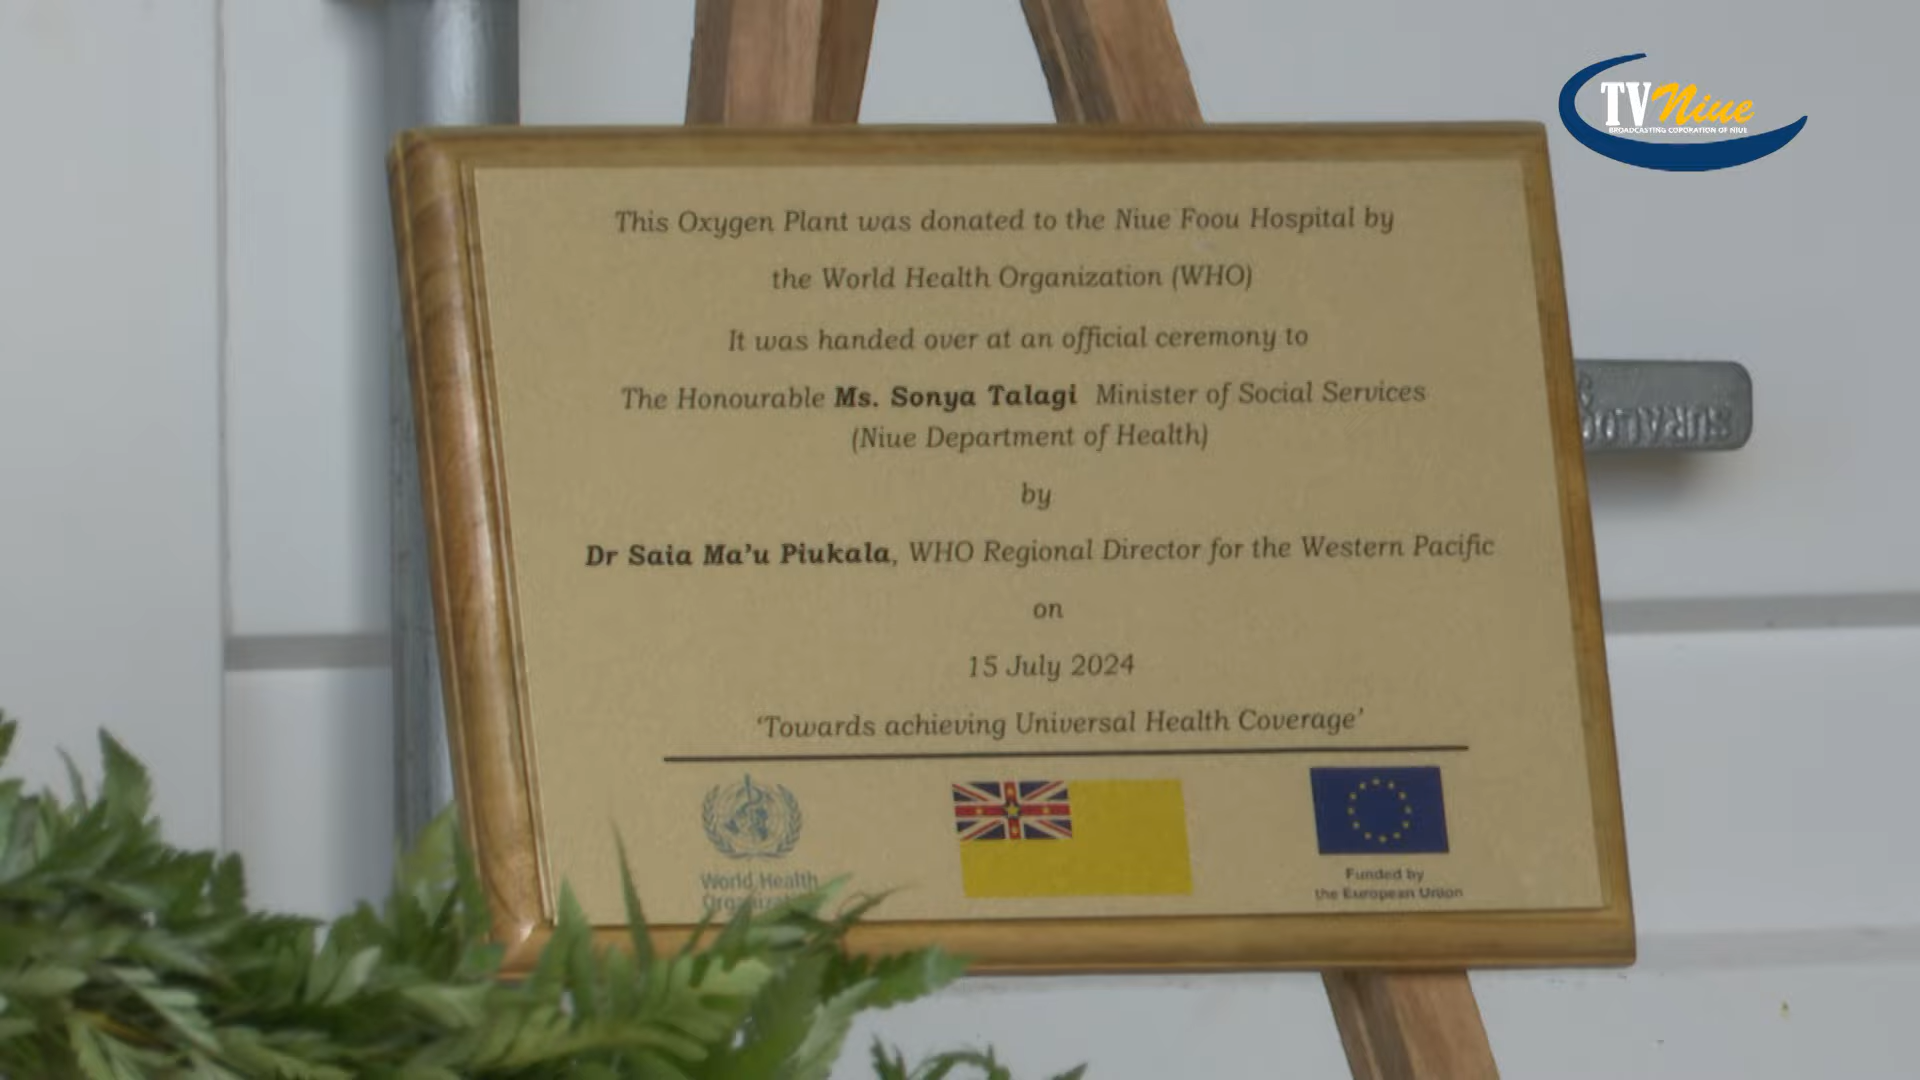 TV Niue
BROADCASTING COPORATION OF NIUE
This Oxygen Plant was donated to the Niue Foou Hospital by
the World Health Organization (WHO)
It was handed over at an official ceremony to
The Honourable Ms. Sonya Talagi Minister of Social Services
(Niue Department of Health)
by
Dr Saia Ma'u Piukala, WHO Regional Director for the Western Pacific
on
15 July 2024
'Towards achieving Universal Health Coverage'
World Health
Funded by
the European Union